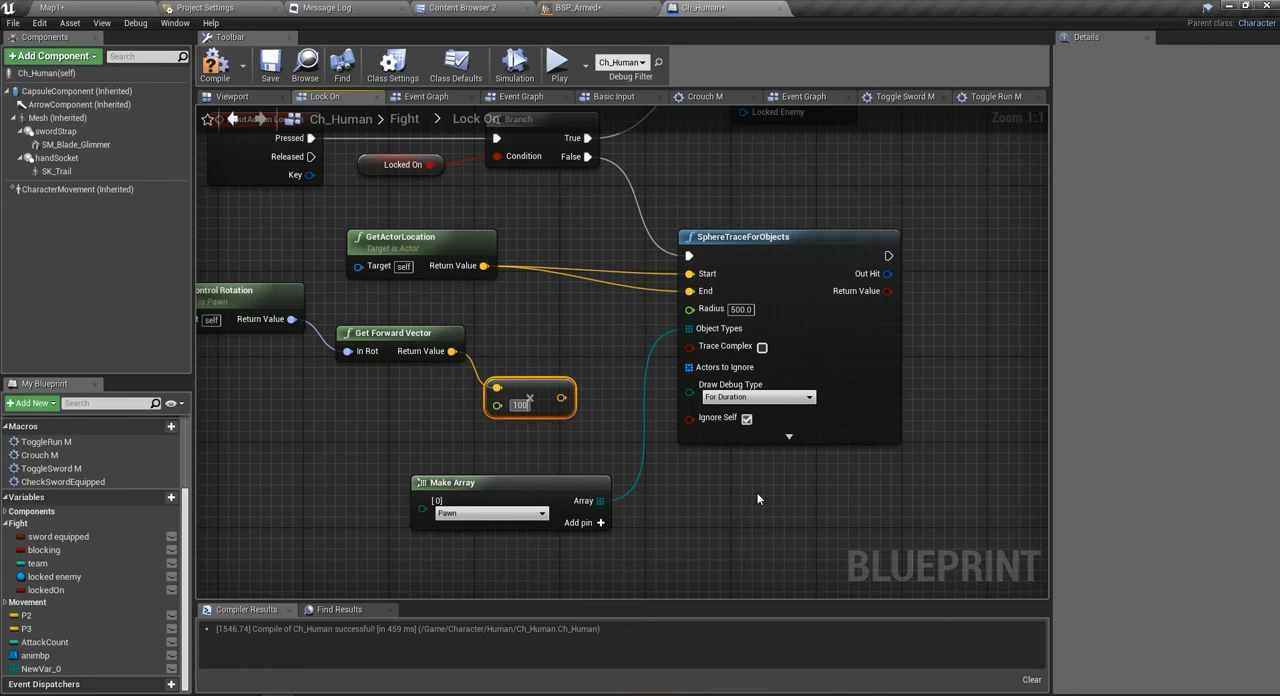 Map1*
Project Settings
Message Log
Content Browser 2
BSP_Armed*
Ch_Human*
File Edit Asset View Debug Window Help
Parent class: Character
Components
Toolbar
Details
+Add Component
Search
Compile
Save
Browse
Find
Class Settings
Class Defaults
Simulation
Play
Ch_Human
Debug Filter
Ch_Human(self)
CapsuleComponent (Inherited)
ArrowComponent (Inherited)
Mesh (Inherited)
swordStrap
SM_Blade_Glimmer
handSocket
SK_Trail
CharacterMovement (Inherited)
Viewport
Lock On
Event Graph
Event Graph
Basic Input
Crouch M
Event Graph
Toggle Sword M
Toggle Run M
Ch_Human > Fight > Lock On
Zoom 1:1
Branch
Locked Enemy
Pressed
Released
Key
Locked On
Condition
True
False
GetActorLocation
Target is Actor
Target self
Return Value
ontrol Rotation
is Pawn
self
Return Value
Get Forward Vector
In Rot
Return Value
100
Make Array
[0]
Pawn
Array
Add pin +
SphereTraceForObjects
Start
End
Radius 500.0
Object Types
Trace Complex
Actors to Ignore
Draw Debug Type
For Duration
Ignore Self
Out Hit
Return Value
BLUEPRINT
My Blueprint
+Add New
Search
Macros
ToggleRun M
Crouch M
ToggleSword M
CheckSwordEquipped
Variables
Components
Fight
sword equipped
blocking
team
locked enemy
lockedOn
Movement
P2
P3
AttackCount
animbp
NewVar_0
Event Dispatchers
Compiler Results
Find Results
[1546.74] Compile of Ch_Human successful! [in 459 ms] (/Game/Character/Human/Ch_Human Ch_Human)
Clear